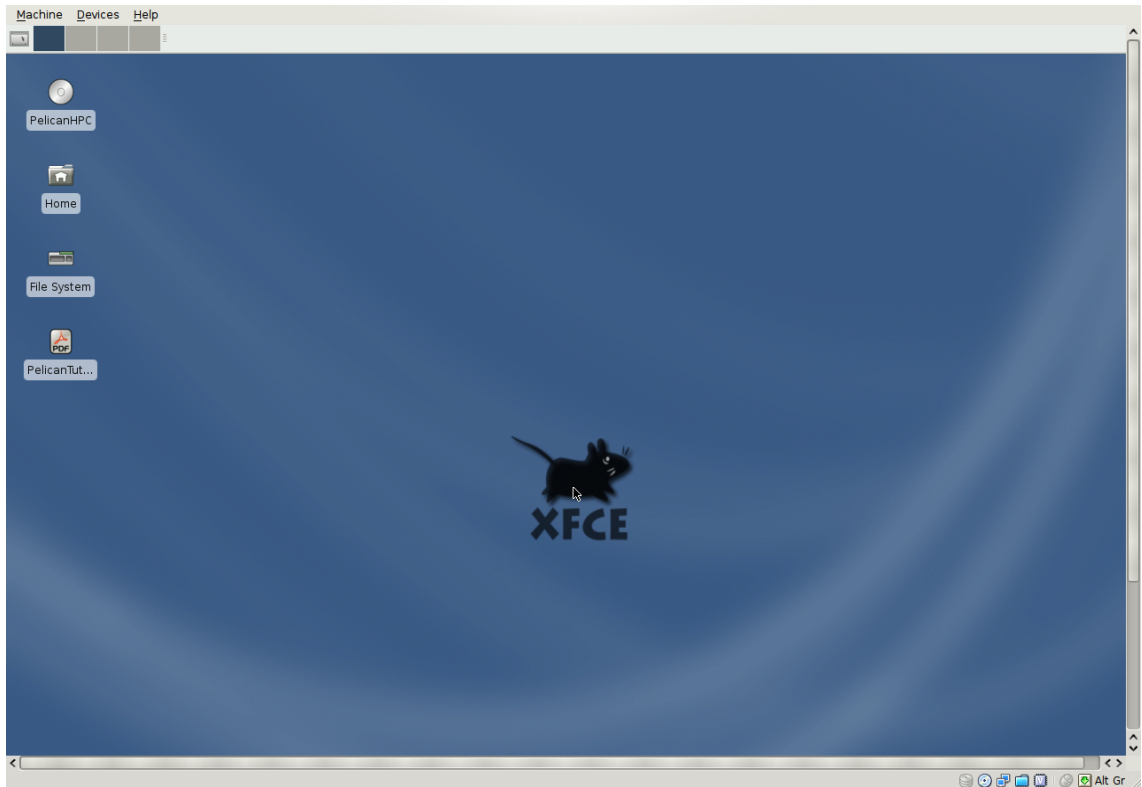 Machine Devices Help
PelicanHPC
Home
File System
PDF
PelicanTut...
XFCE
Alt Gr